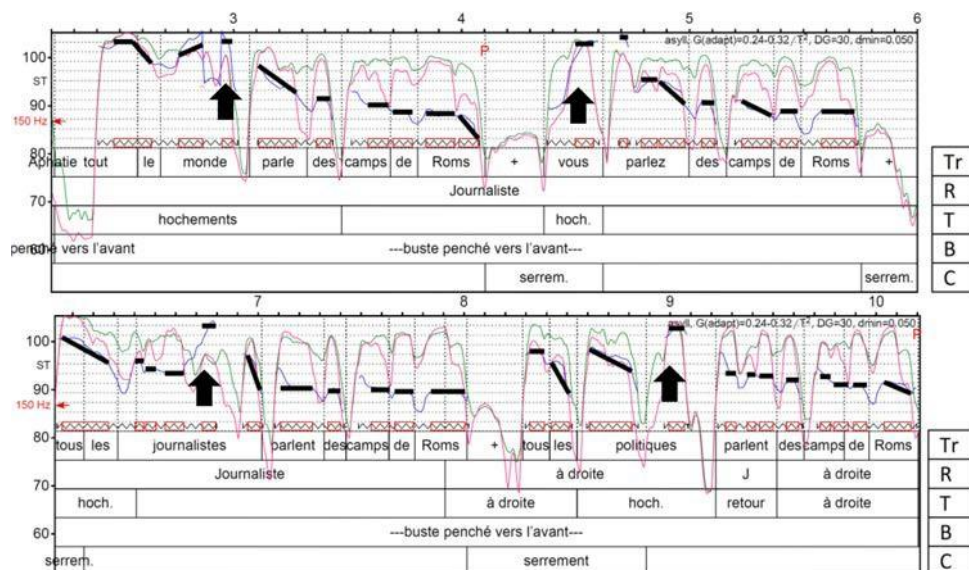 3 4 5 6
asyll, G(adapt)=0.24-0.32/T², DG=30, dmin=0.050
P
100
ST
90
150 Hz
80
70
60
Aphatie tout le monde parle des camps de Roms + vous parlez des camps de Roms + Tr
Journaliste R
hochements hoch. T
penché vers l'avant ---buste penché vers l'avant--- B
serrem. serrem. C
7 8 9 10
asyll, G(adapt)=0.24-0.32/T², DG=30, dmin=0.050
P
100
ST
90
150 Hz
80
70
60
tous les journalistes parlent des camps de Roms + tous les politiques parlent des camps de Roms Tr
Journaliste à droite J à droite R
hoch. à droite hoch. retour à droite T
---buste penché vers l'avant--- B
serrem. serrement C